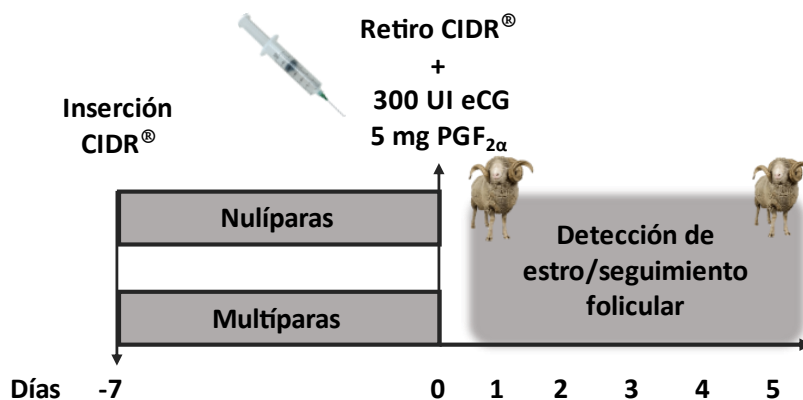 Retiro CIDR®
+
300 UI eCG
5 mg PGF2α
Inserción
CIDR®
Nulíparas
Multíparas
Detección de
estro/seguimiento
folicular
Días -7 0 1 2 3 4 5